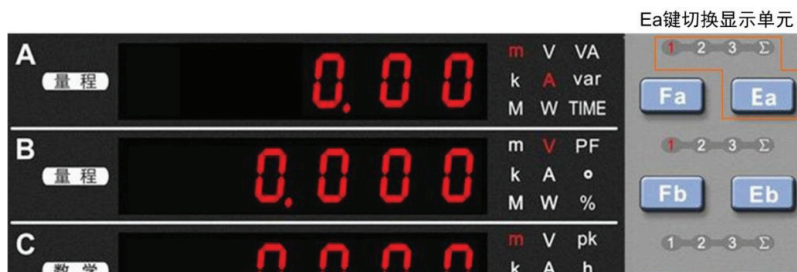 Ea键切换显示单元
A
量程
0.00
m V VA
k A var
M W TIME
1 2 3 Σ
Fa Ea
B
量程
0.000
m V PF
k A °
M W %
1 2 3 Σ
Fb Eb
C
数学
0000
m V pk
k A h
1 2 3 Σ